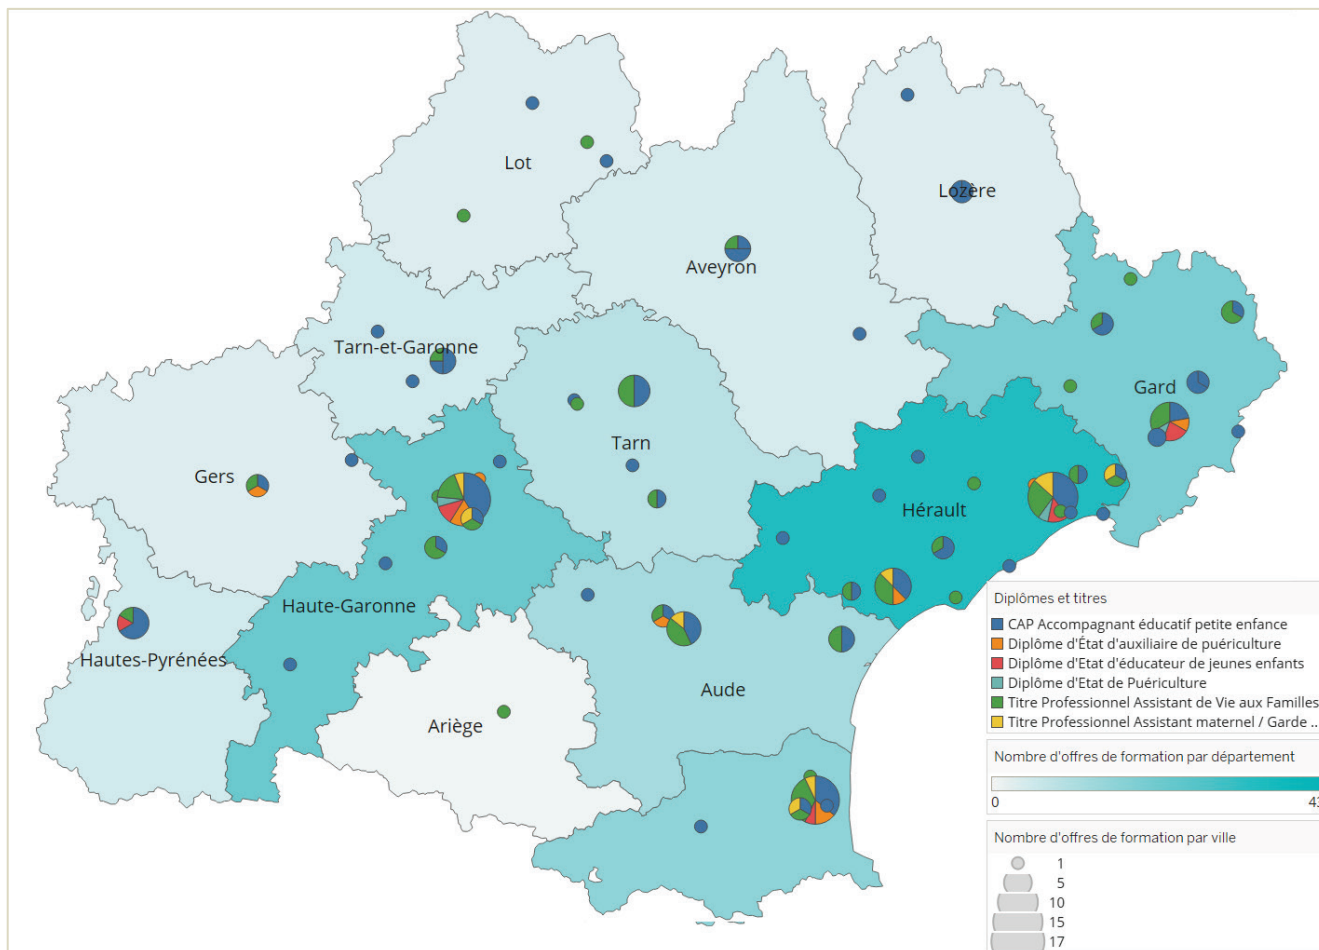 Lot
Lozère
Aveyron
Tarn-et-Garonne
Gard
Tarn
Gers
Hérault
Haute-Garonne
Hautes-Pyrénées
Aude
Ariège
Diplômes et titres
CAP Accompagnant éducatif petite enfance
Diplôme d'État d'auxiliaire de puériculture
Diplôme d'Etat d'éducateur de jeunes enfants
Diplôme d'Etat de Puériculture
Titre Professionnel Assistant de Vie aux Familles
Titre Professionnel Assistant maternel / Garde ...
Nombre d'offres de formation par département
0
Nombre d'offres de formation par ville
1
5
10
15
17